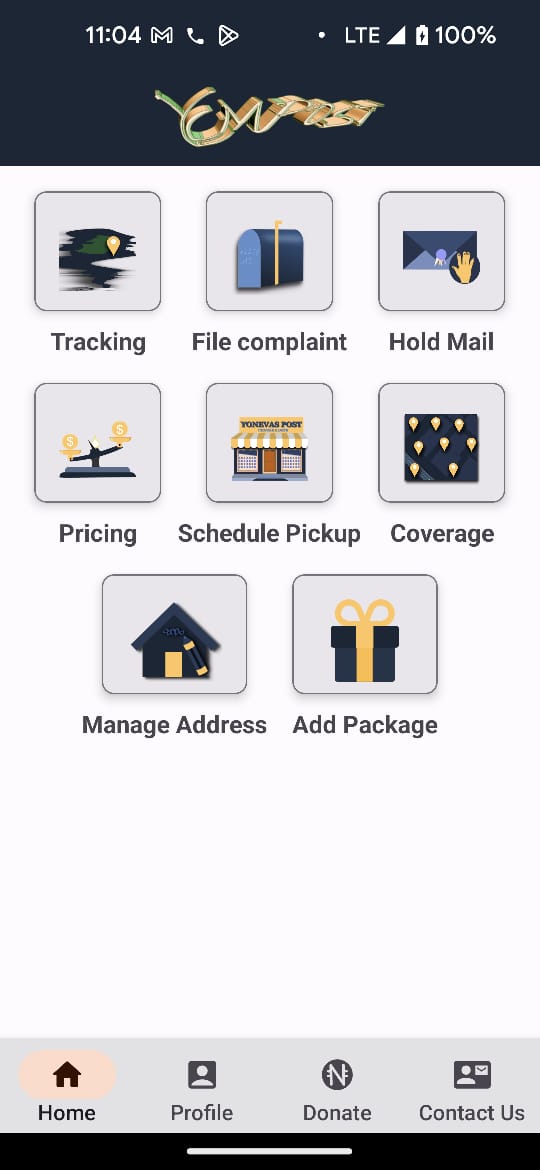 11:04 LTE 100%
Tracking File complaint Hold Mail
YONEVAS POST
Pricing Schedule Pickup Coverage
Manage Address Add Package
Home Profile Donate Contact Us